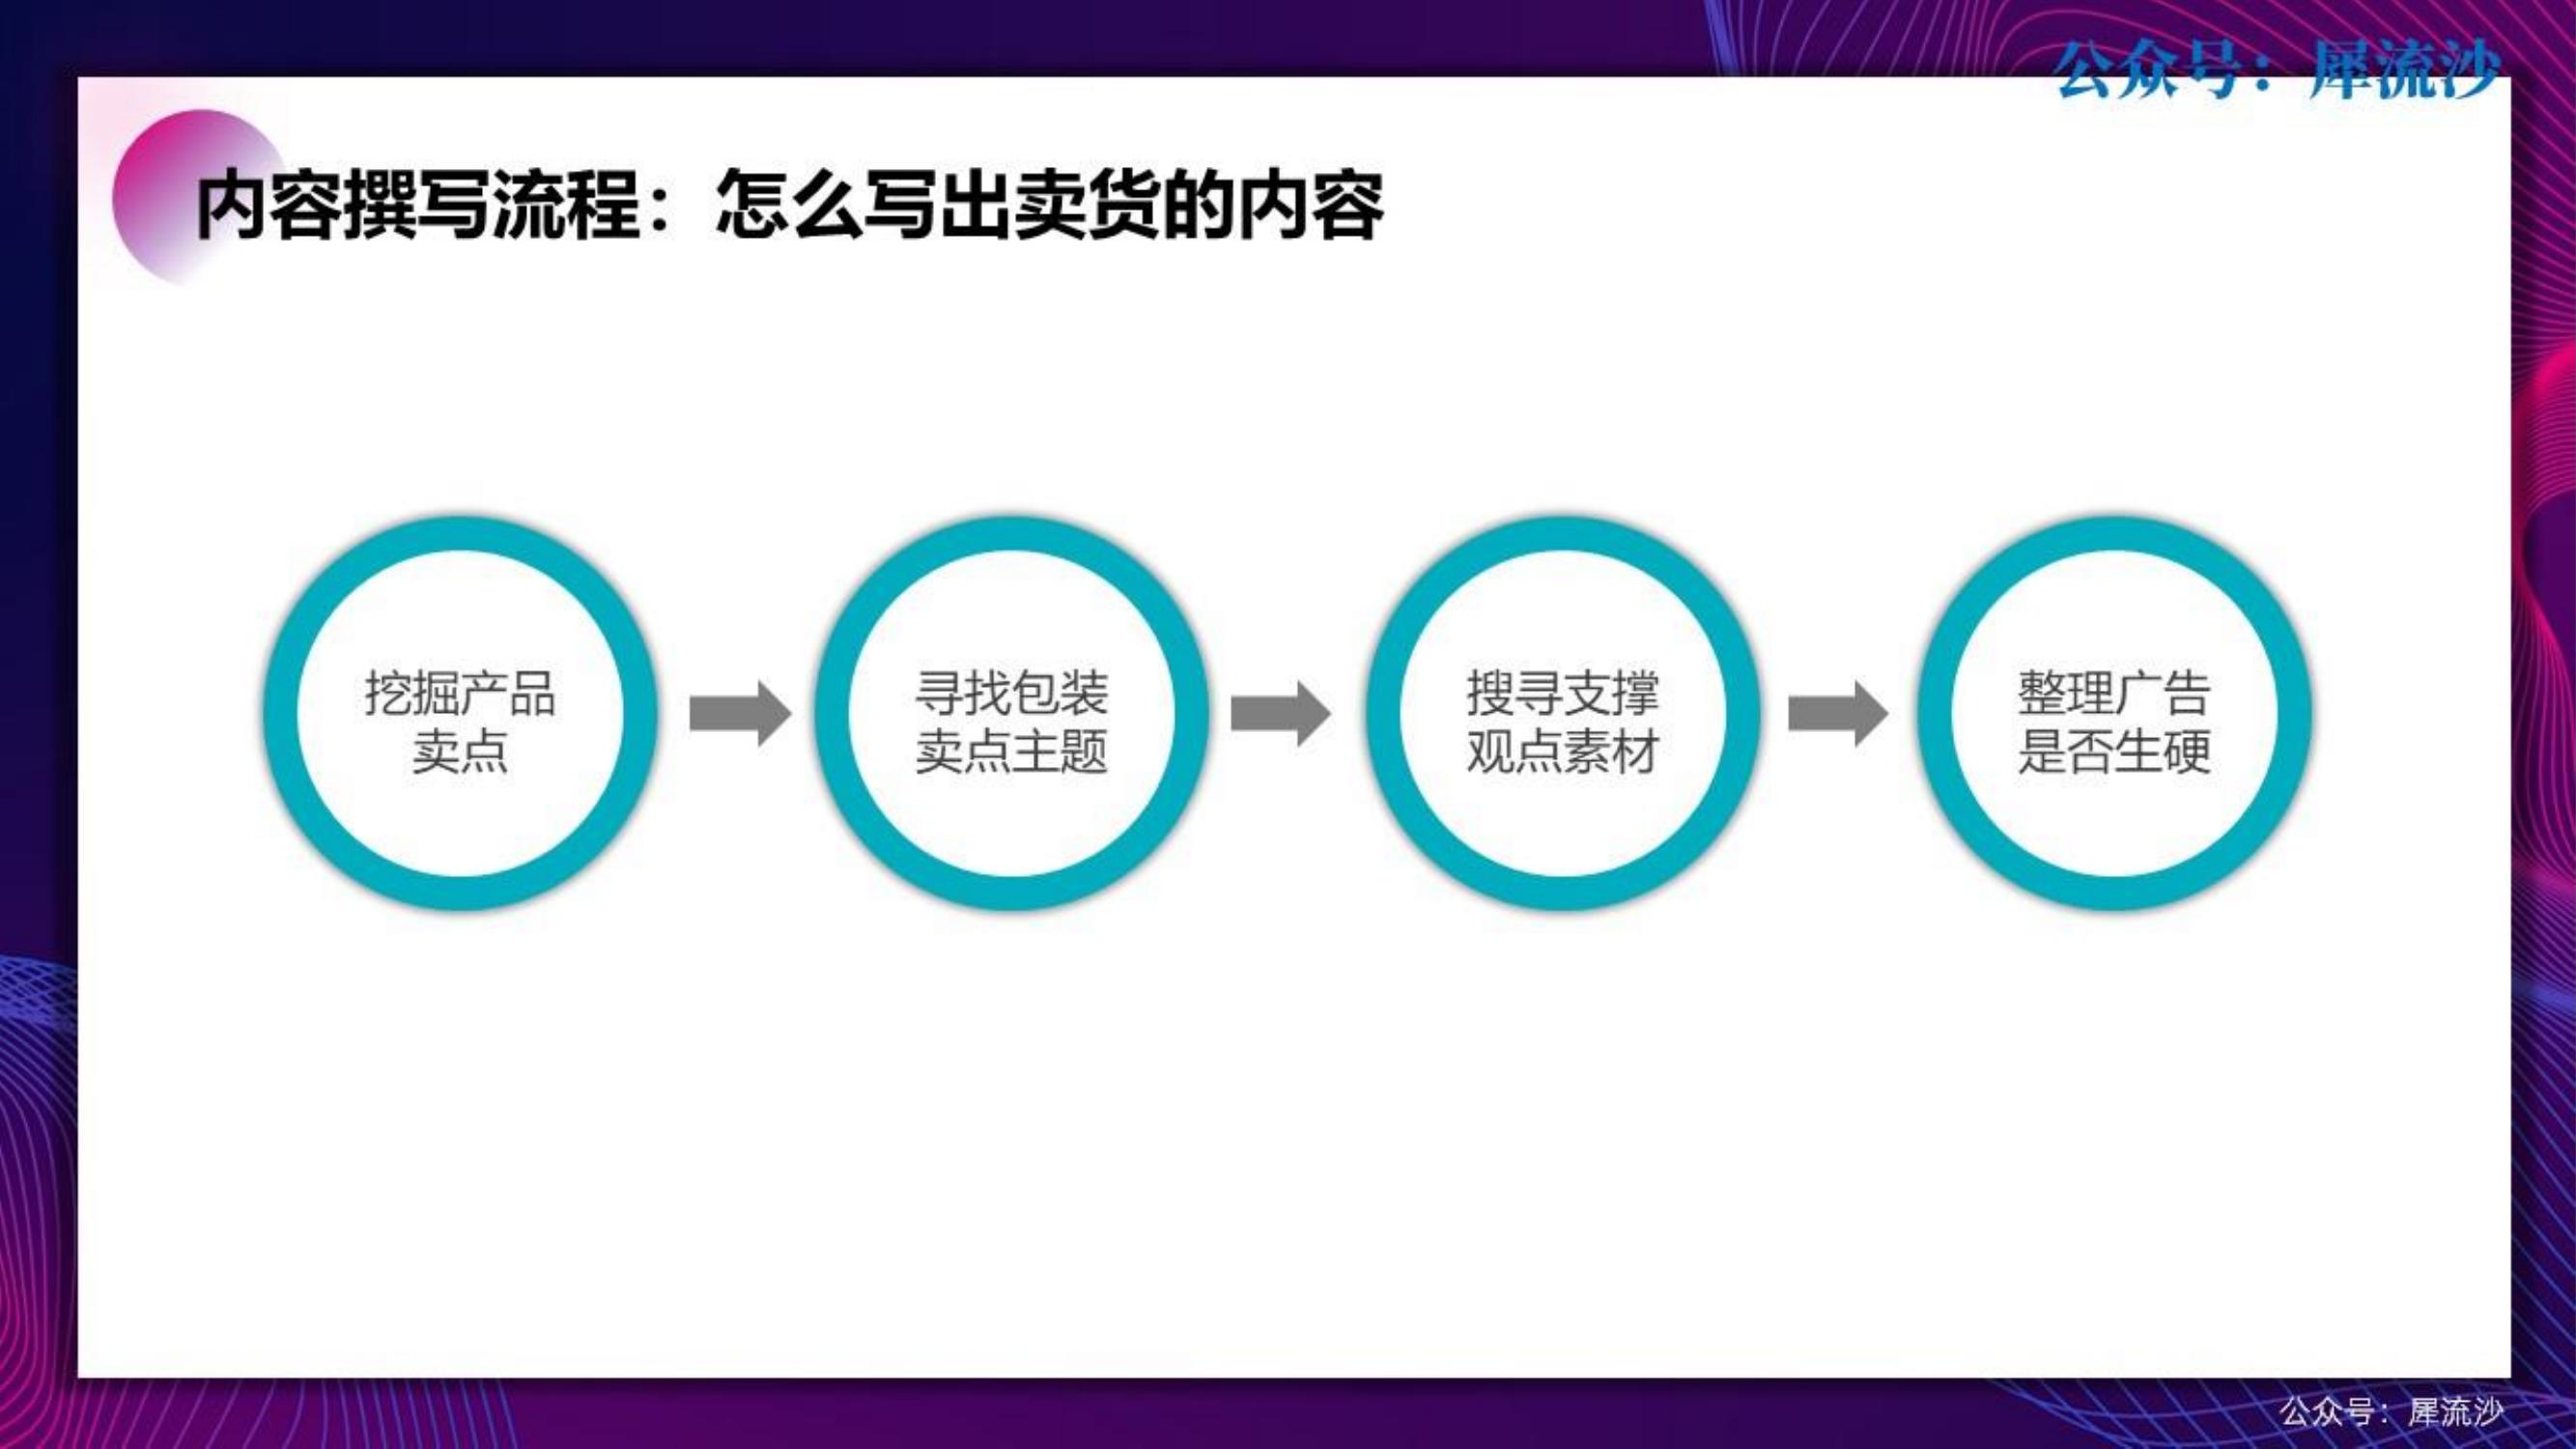 公众号：犀流沙
内容撰写流程：怎么写出卖货的内容
挖掘产品
卖点
寻找包装
卖点主题
搜寻支撑
观点素材
整理广告
是否生硬
公众号：犀流沙